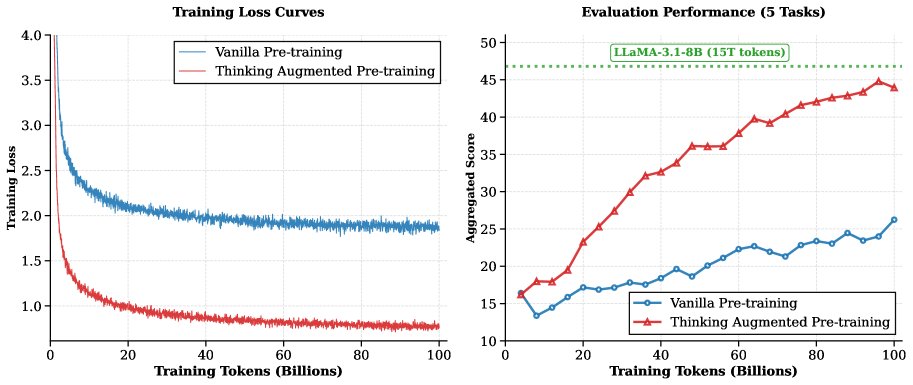 Training Loss Curves
4.0
3.5
3.0
2.5
2.0
1.5
1.0
Training Loss
Vanilla Pre-training
Thinking Augmented Pre-training
0 20 40 60 80 100
Training Tokens (Billions)
Evaluation Performance (5 Tasks)
50
45
40
35
30
25
20
15
10
Aggregated Score
LLaMA-3.1-8B (15T tokens)
Vanilla Pre-training
Thinking Augmented Pre-training
0 20 40 60 80 100
Training Tokens (Billions)